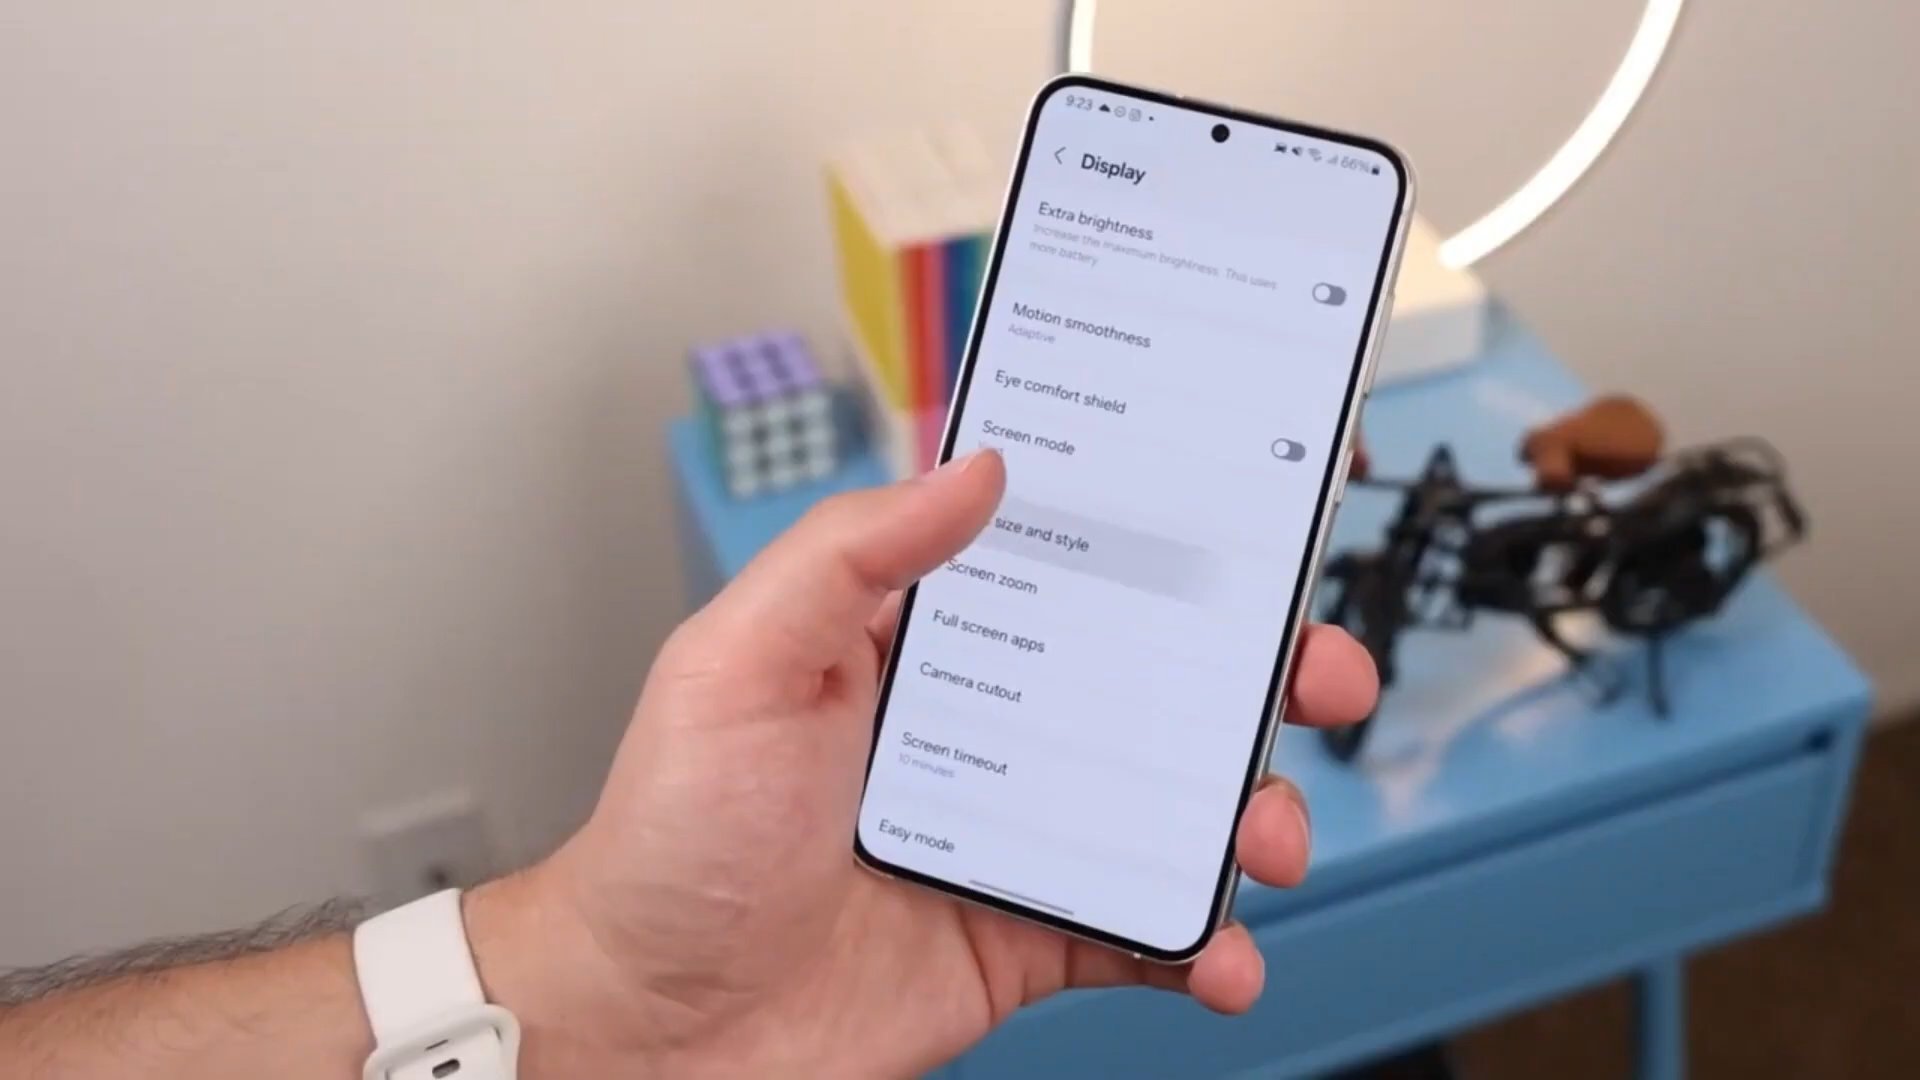 9:23
66%
Display
Extra brightness
Increase the maximum brightness. This uses
more battery.
Motion smoothness
Adaptive
Eye comfort shield
Screen mode
size and style
Screen zoom
Full screen apps
Camera cutout
Screen timeout
10 minutes
Easy mode